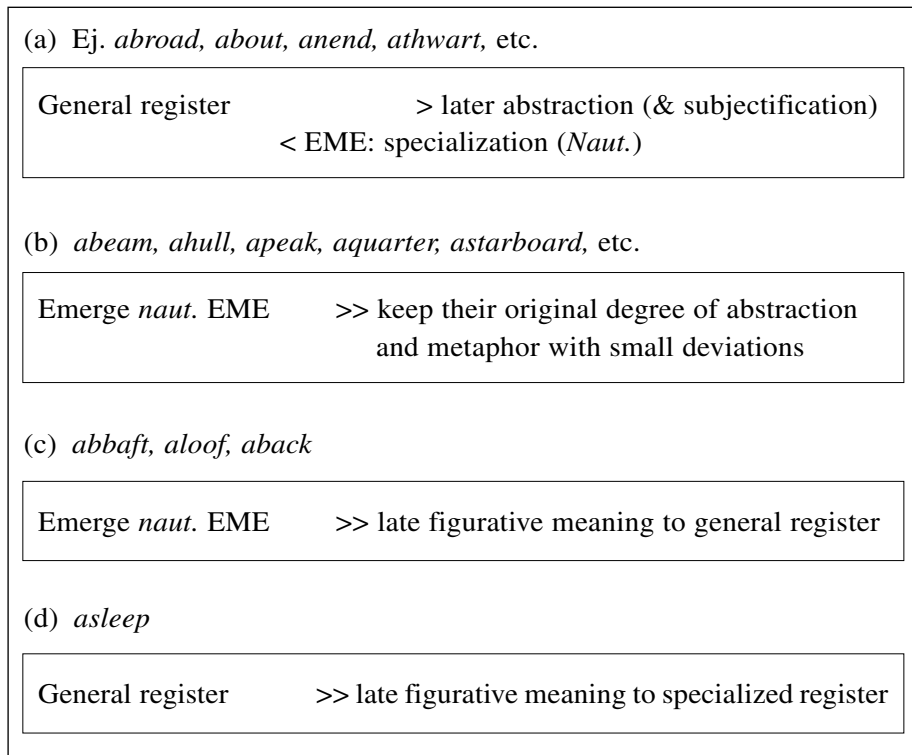 (a) Ej. abroad, about, anend, athwart, etc.
General register > later abstraction (& subjectification)
< EME: specialization (Naut.)
(b) abeam, ahull, apeak, aquarter, astarboard, etc.
Emerge naut. EME >> keep their original degree of abstraction
and metaphor with small deviations
(c) abbaft, aloof, aback
Emerge naut. EME >> late figurative meaning to general register
(d) asleep
General register >> late figurative meaning to specialized register